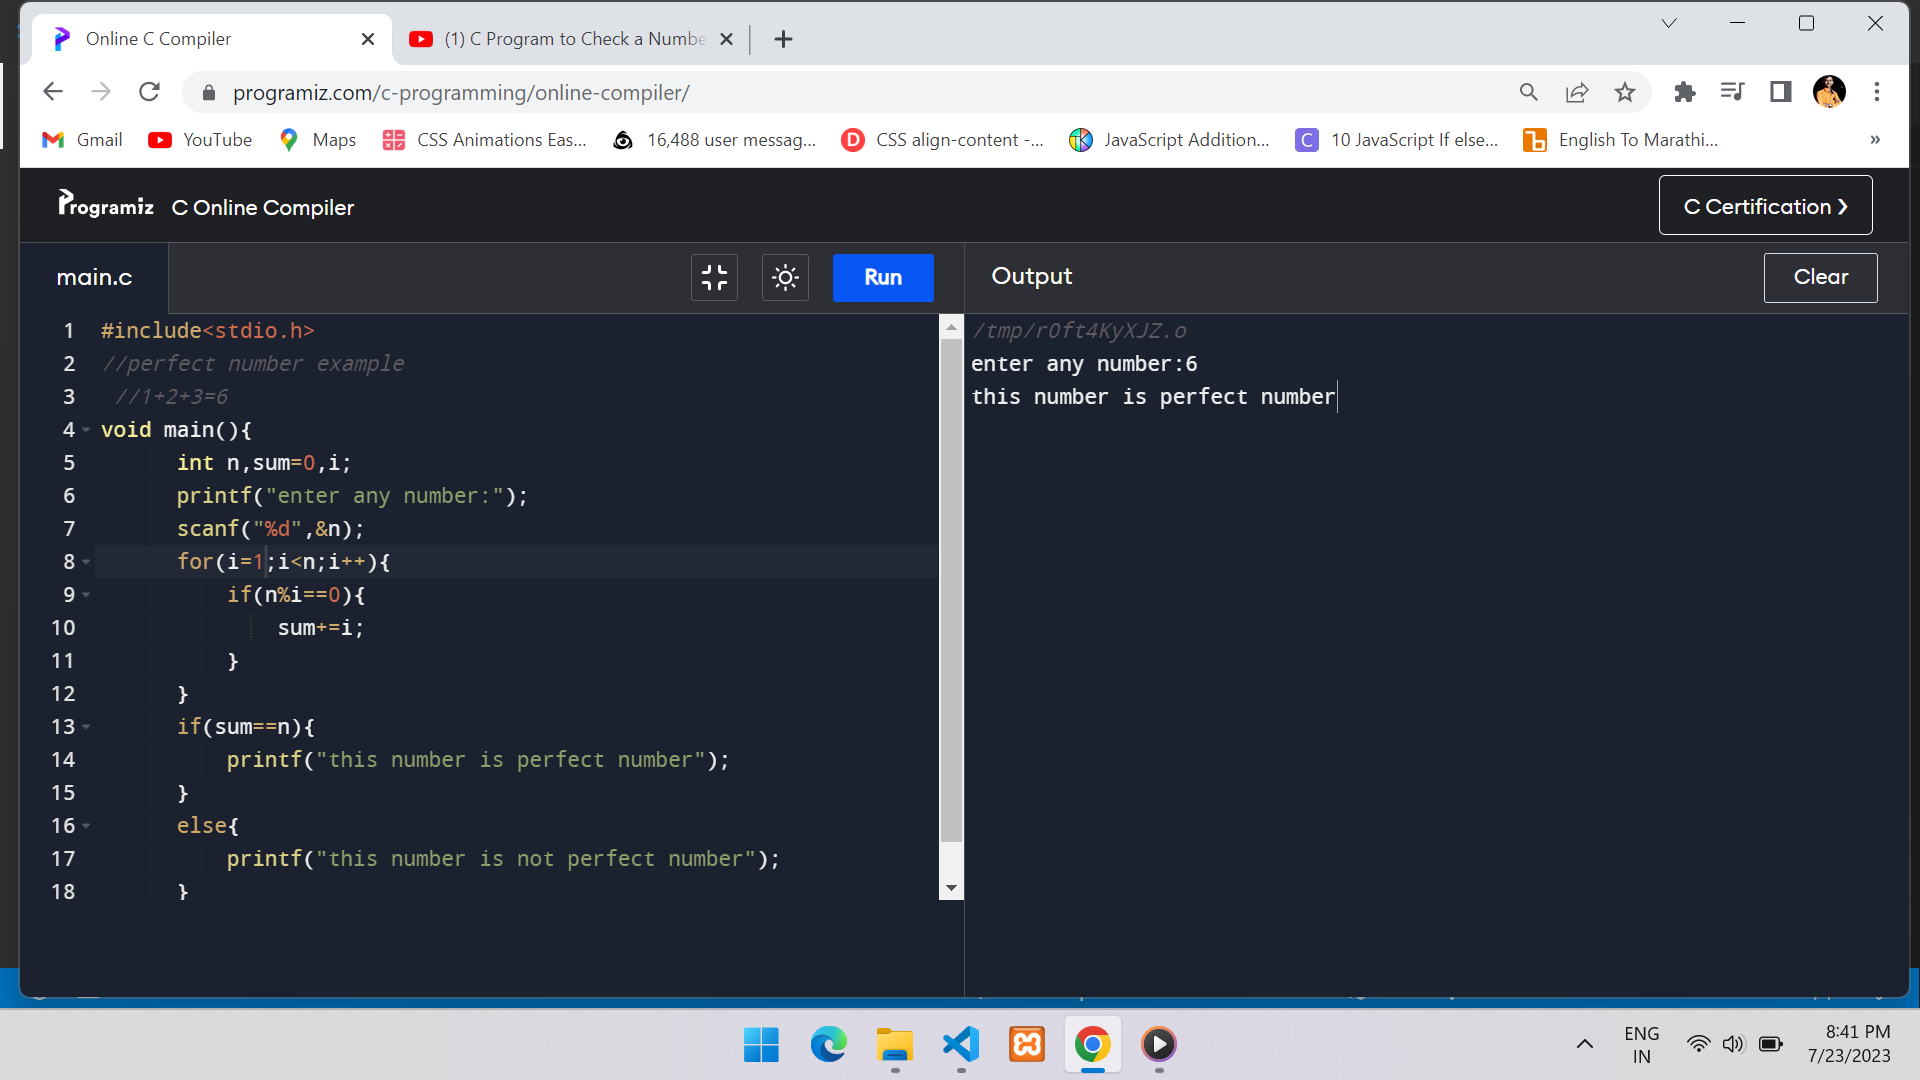 Online C Compiler
(1) C Program to Check a Numbe
programiz.com/c-programming/online-compiler/
Gmail
YouTube
Maps
CSS Animations Eas...
16,488 user messag...
CSS align-content -...
JavaScript Addition...
10 JavaScript If else...
English To Marathi...
»
Programiz C Online Compiler
C Certification ❯
main.c
Run
Output
Clear
1 #include<stdio.h>
2 //perfect number example
3 //1+2+3=6
4 void main(){
5 int n,sum=0,i;
6 printf("enter any number:");
7 scanf("%d",&n);
8 for(i=1;i<n;i++){
9 if(n%i==0){
10 sum+=i;
11 }
12 }
13 if(sum==n){
14 printf("this number is perfect number");
15 }
16 else{
17 printf("this number is not perfect number");
18 }
/tmp/rOft4KyXJZ.o
enter any number:6
this number is perfect number
ENG
IN
8:41 PM
7/23/2023